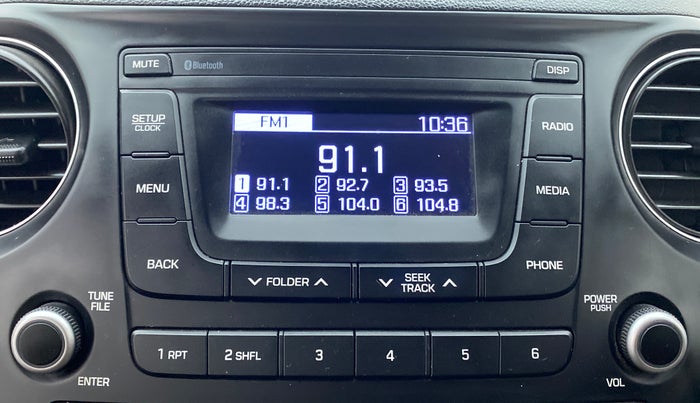 MUTE
Bluetooth
DISP
SETUP
CLOCK
FM1 10:36
RADIO
91.1
1 91.1 2 92.7 3 93.5
4 98.3 5 104.0 6 104.8
MENU
MEDIA
BACK
FOLDER
SEEK
TRACK
PHONE
TUNE
FILE
POWER
PUSH
1 RPT 2 SHFL 3 4 5 6
ENTER
VOL